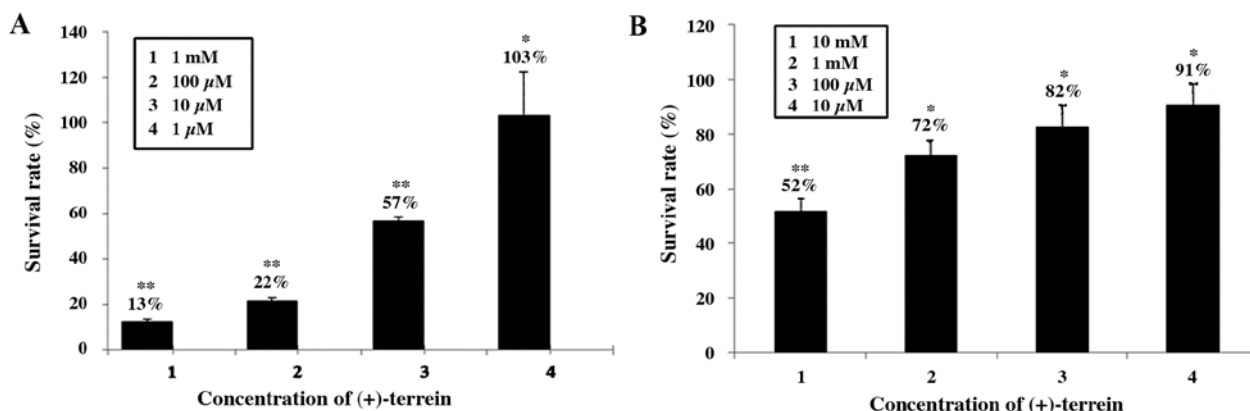 A
140
120
100
80
60
40
20
0
Survival rate (%)
1 1 mM
2 100 µM
3 10 µM
4 1 µM
**
13%
**
22%
**
57%
*
103%
1 2 3 4
Concentration of (+)-terrein
B
120
100
80
60
40
20
0
Survival rate (%)
1 10 mM
2 1 mM
3 100 µM
4 10 µM
**
52%
*
72%
*
82%
*
91%
1 2 3 4
Concentration of (+)-terrein